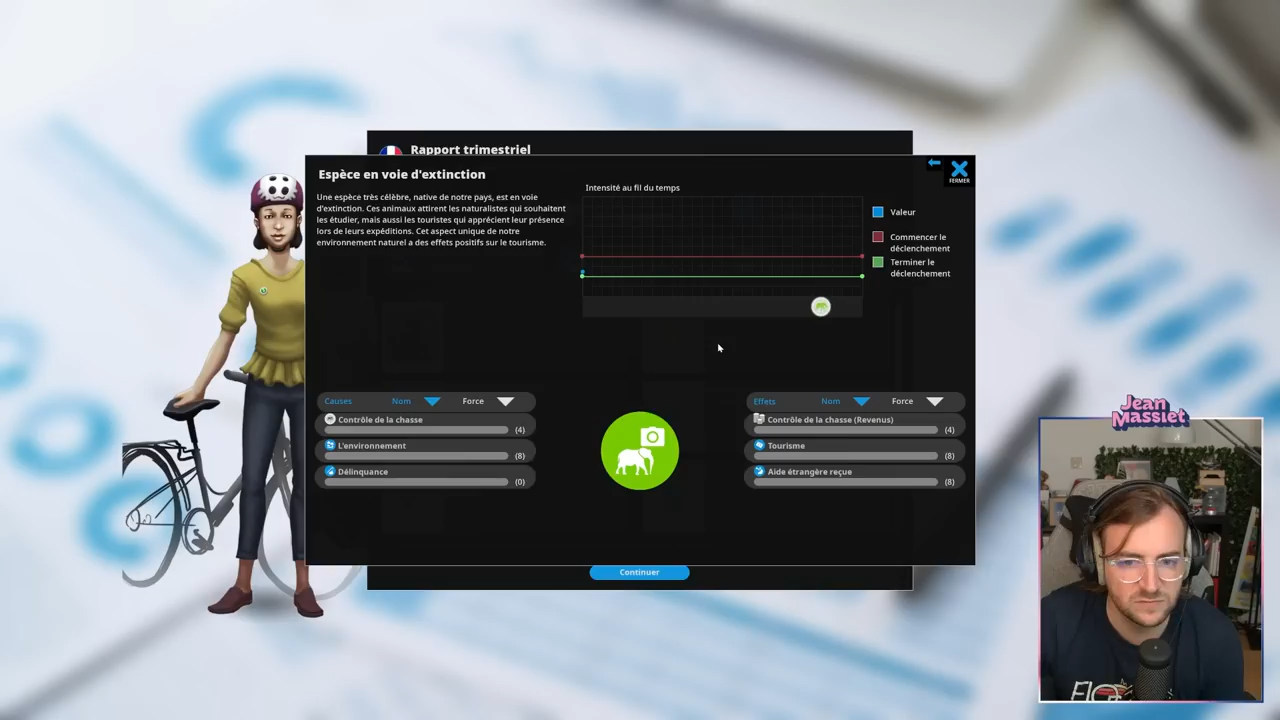 Rapport trimestriel
Espèce en voie d'extinction
FERMER
Une espèce très célèbre, native de notre pays, est en voie
d'extinction. Ces animaux attirent les naturalistes qui souhaitent
les étudier, mais aussi les touristes qui apprécient leur présence
lors de leurs expéditions. Cet aspect unique de notre
environnement naturel a des effets positifs sur le tourisme.
Intensité au fil du temps
Valeur
Commencer le
déclenchement
Terminer le
déclenchement
Causes Nom Force
Contrôle de la chasse
(4)
L'environnement
(8)
Délinquance
(0)
Effets Nom Force
Contrôle de la chasse (Revenus)
(4)
Tourisme
(8)
Aide étrangère reçue
(8)
Continuer
Jean
Massiet